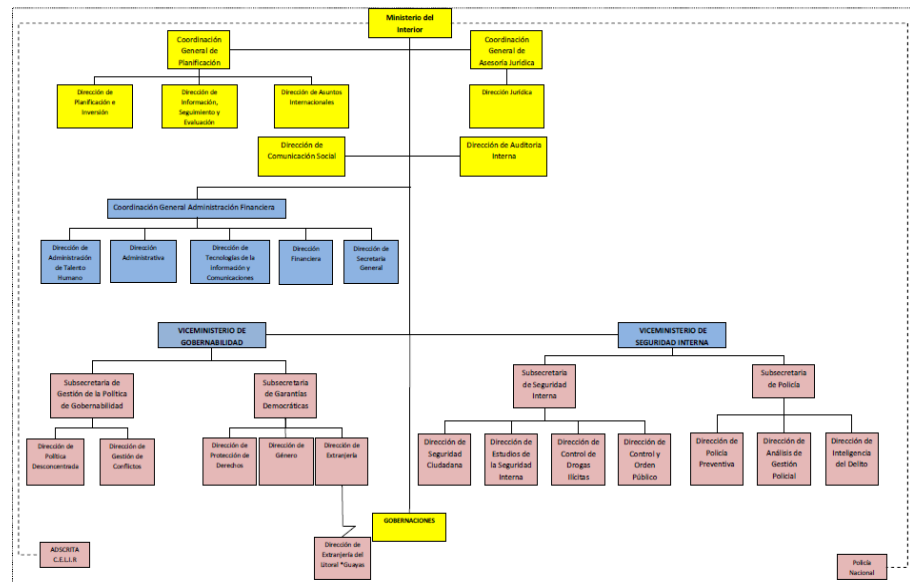 Ministerio del
Interior
Coordinación
General de
Planificación
Coordinación
General de
Asesoría Jurídica
Dirección de
Planificación e
Inversión
Dirección de
Información,
Seguimiento y
Evaluación
Dirección de Asuntos
Internacionales
Dirección Jurídica
Dirección de
Comunicación Social
Dirección de Auditoria
Interna
Coordinación General Administración Financiera
Dirección de
Administración
de Talento
Humano
Dirección
Administrativa
Dirección de
Tecnologías de la
Información y
Comunicaciones
Dirección
Financiera
Dirección de
Secretaría
General
VICEMINISTERIO DE
GOBERNABILIDAD
VICEMINISTERIO DE
SEGURIDAD INTERNA
Subsecretaria de
Gestión de la Política
de Gobernabilidad
Subsecretaria
de Garantías
Democráticas
Subsecretaria
de Seguridad
Interna
Subsecretaria
de Policía
Dirección de
Política
Desconcentrada
Dirección de
Gestión de
Conflictos
Dirección de
Protección de
Derechos
Dirección de
Género
Dirección de
Extranjería
Dirección de
Seguridad
Ciudadana
Dirección de
Estudios de
la Seguridad
Interna
Dirección de
Control de
Drogas
Ilícitas
Dirección de
Control y
Orden
Público
Dirección de
Policía
Preventiva
Dirección de
Análisis de
Gestión
Policial
Dirección de
Inteligencia
del Delito
GOBERNACIONES
Dirección de
Extranjería del
Litoral *Guayas
ADSCRITA
C.E.L.I.R
Policía
Nacional